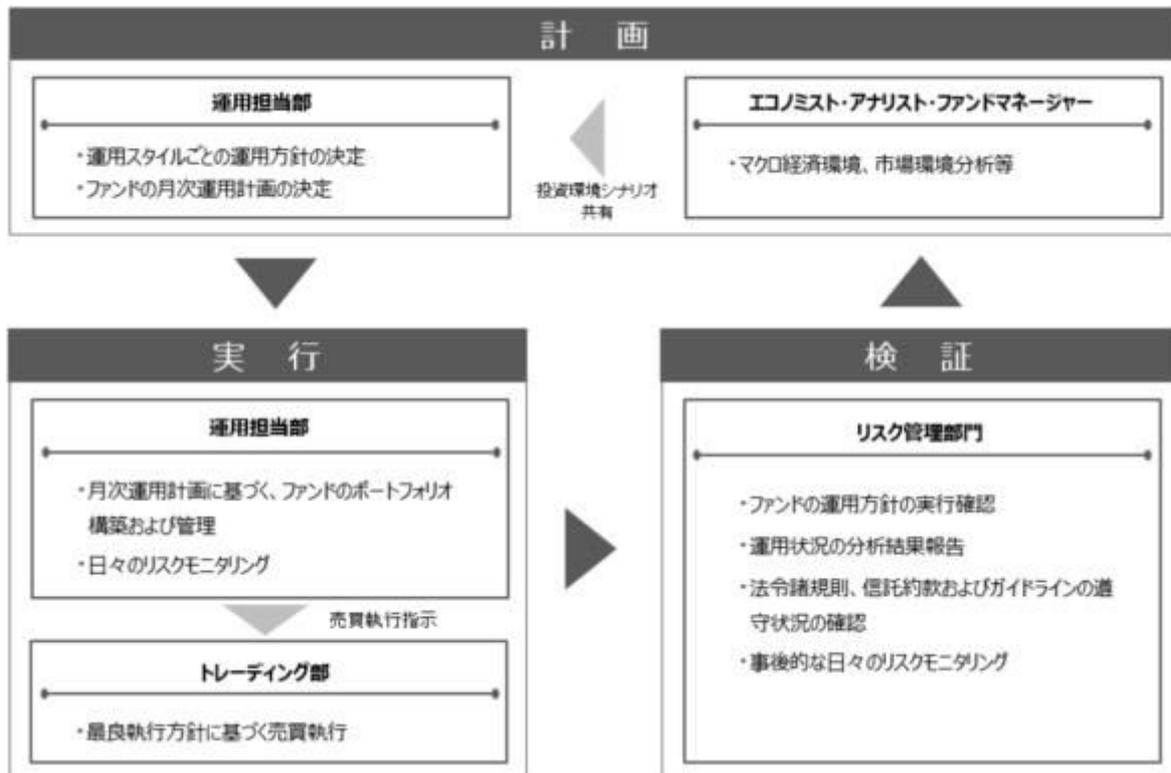 計 画
運用担当部
・運用スタイルごとの運用方針の決定
・ファンドの月次運用計画の決定
投資環境シナリオ
共有
エコノミスト・アナリスト・ファンドマネージャー
・マクロ経済環境、市場環境分析等
実 行
運用担当部
・月次運用計画に基づく、ファンドのポートフォリオ
構築および管理
・日々のリスクモニタリング
売買執行指示
トレーディング部
・最良執行方針に基づく売買執行
検 証
リスク管理部門
・ファンドの運用方針の実行確認
・運用状況の分析結果報告
・法令諸規則、信託約款およびガイドラインの遵
守状況の確認
・事後的な日々のリスクモニタリング